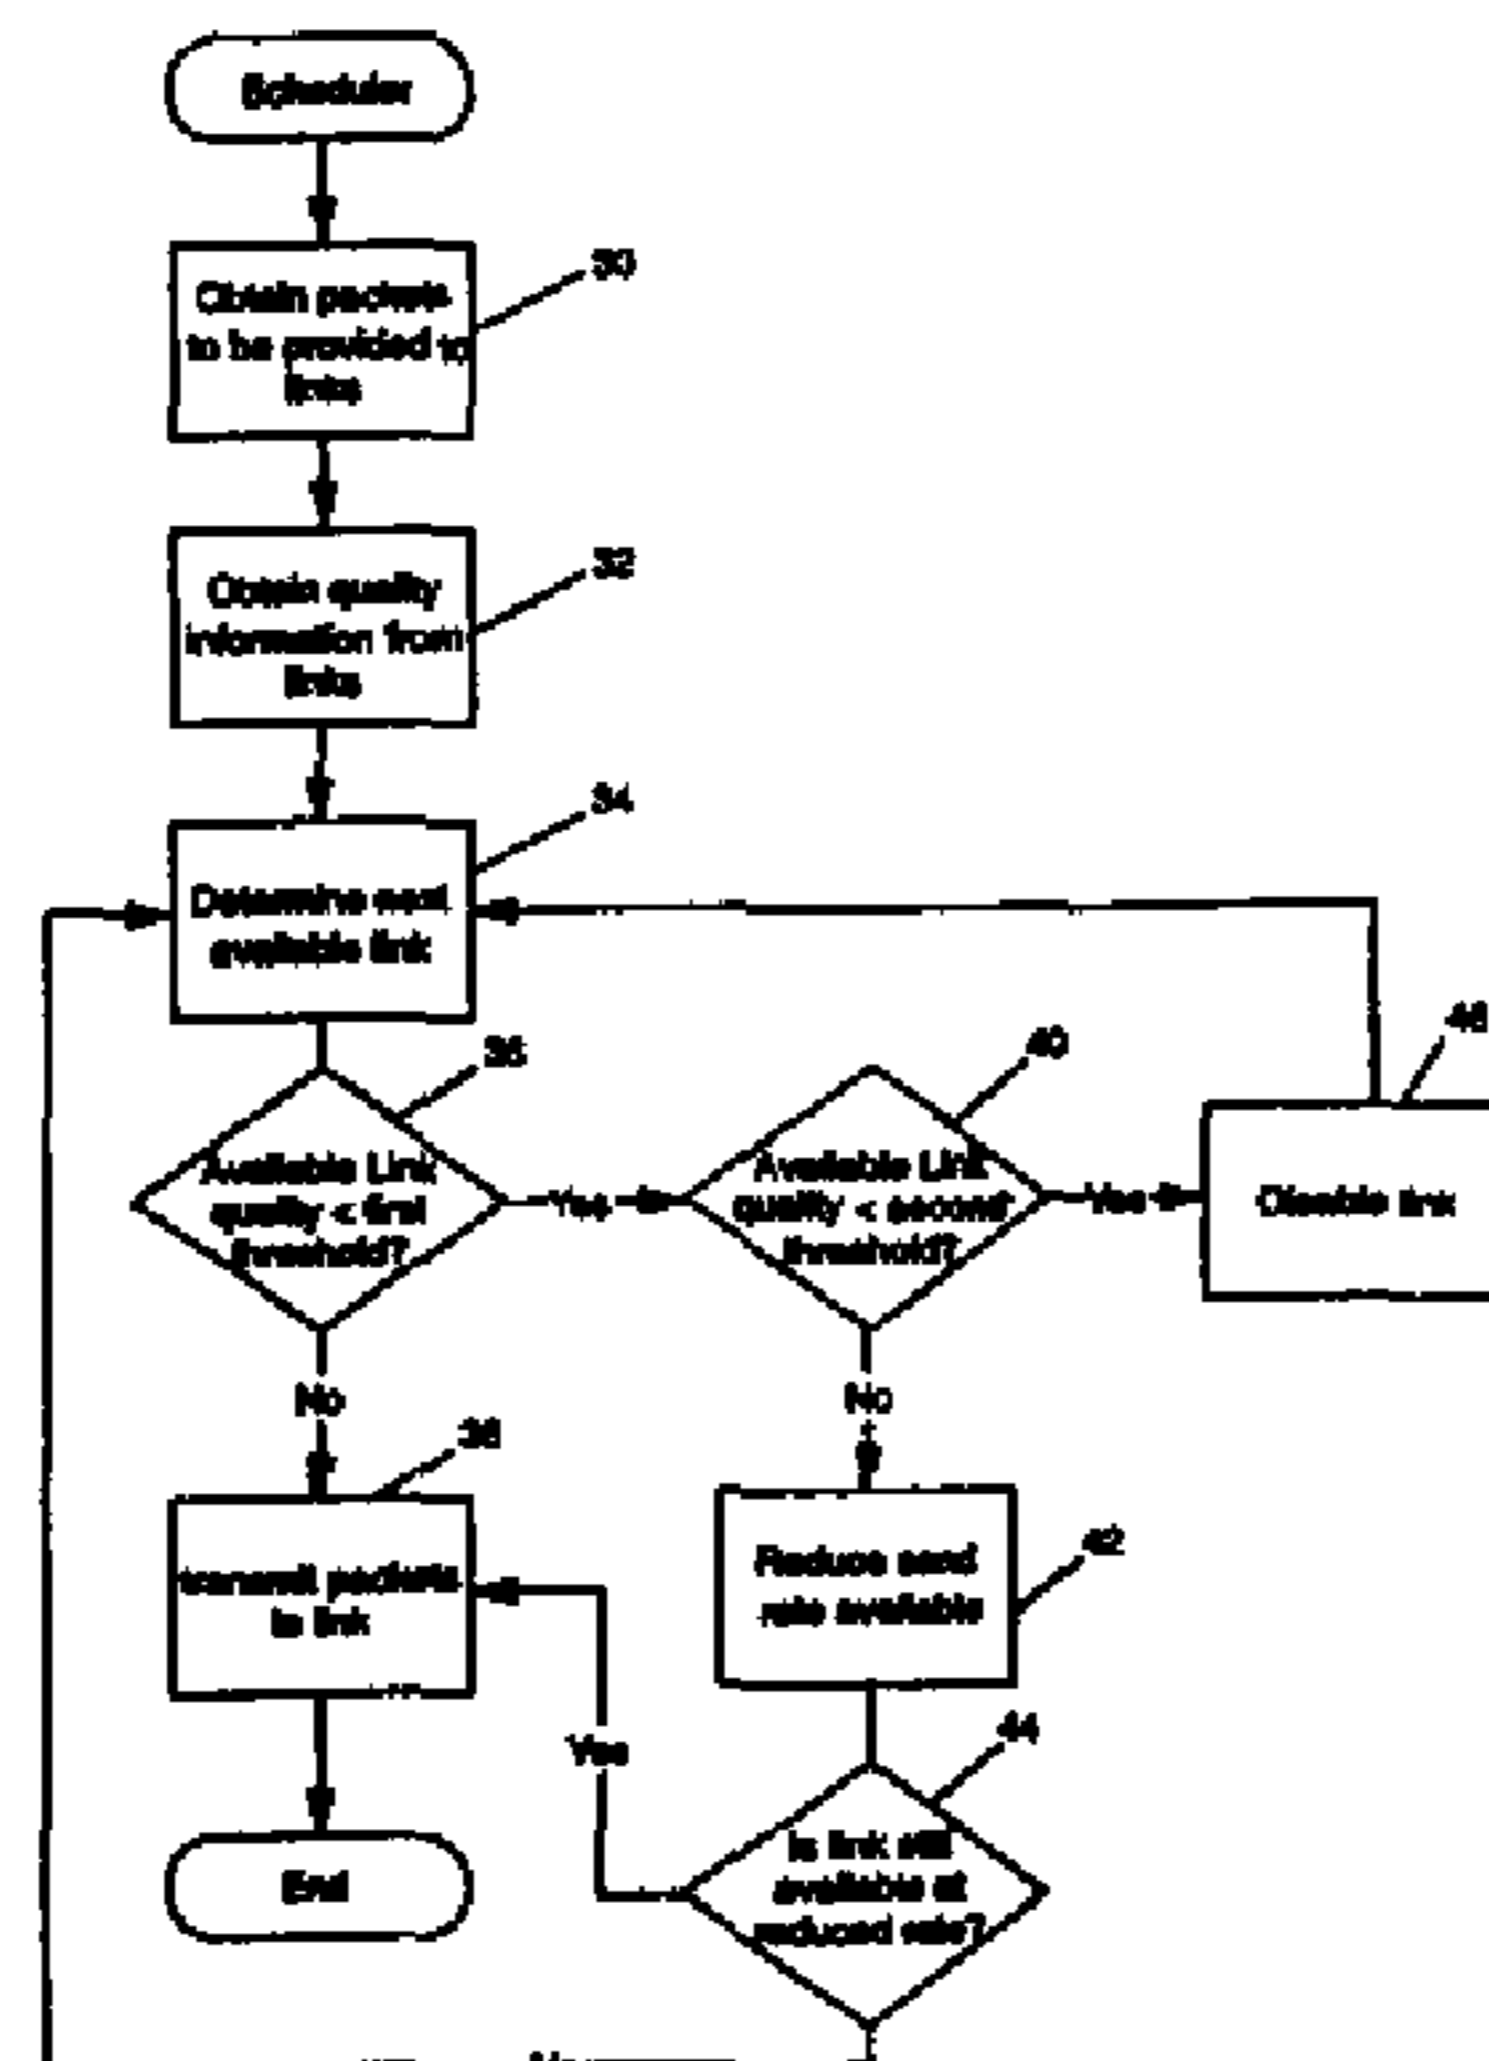 Scheduler
30
Obtain packets
to be provided to
links
32
Obtain quality
information from
links
34
Determine next
available link
36
40
Available Link
quality < first
threshold?
Yes
Available Link
quality < second
threshold?
Yes
Disable link
No
No
38
transmit packets
to link
Reduce send
rate available
42
Yes
44
Is link still
available at
reduced rate?
End